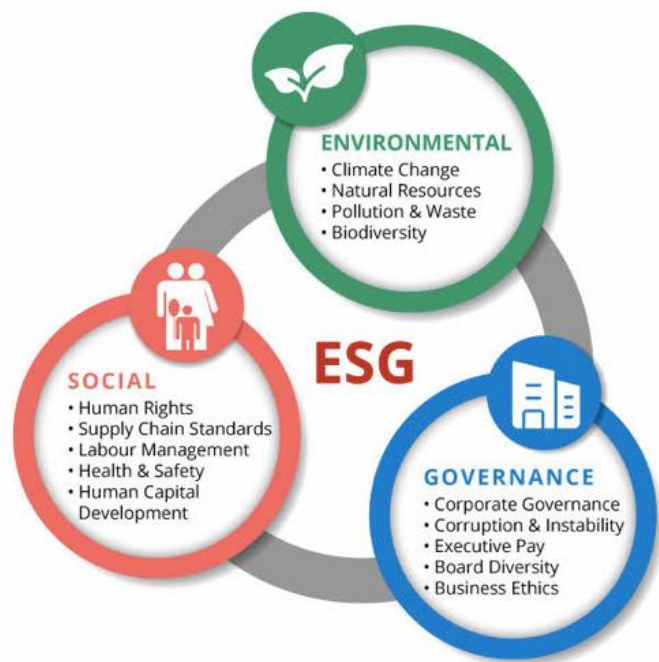 ENVIRONMENTAL
• Climate Change
• Natural Resources
• Pollution & Waste
• Biodiversity
ESG
SOCIAL
• Human Rights
• Supply Chain Standards
• Labour Management
• Health & Safety
• Human Capital
Development
GOVERNANCE
• Corporate Governance
• Corruption & Instability
• Executive Pay
• Board Diversity
• Business Ethics